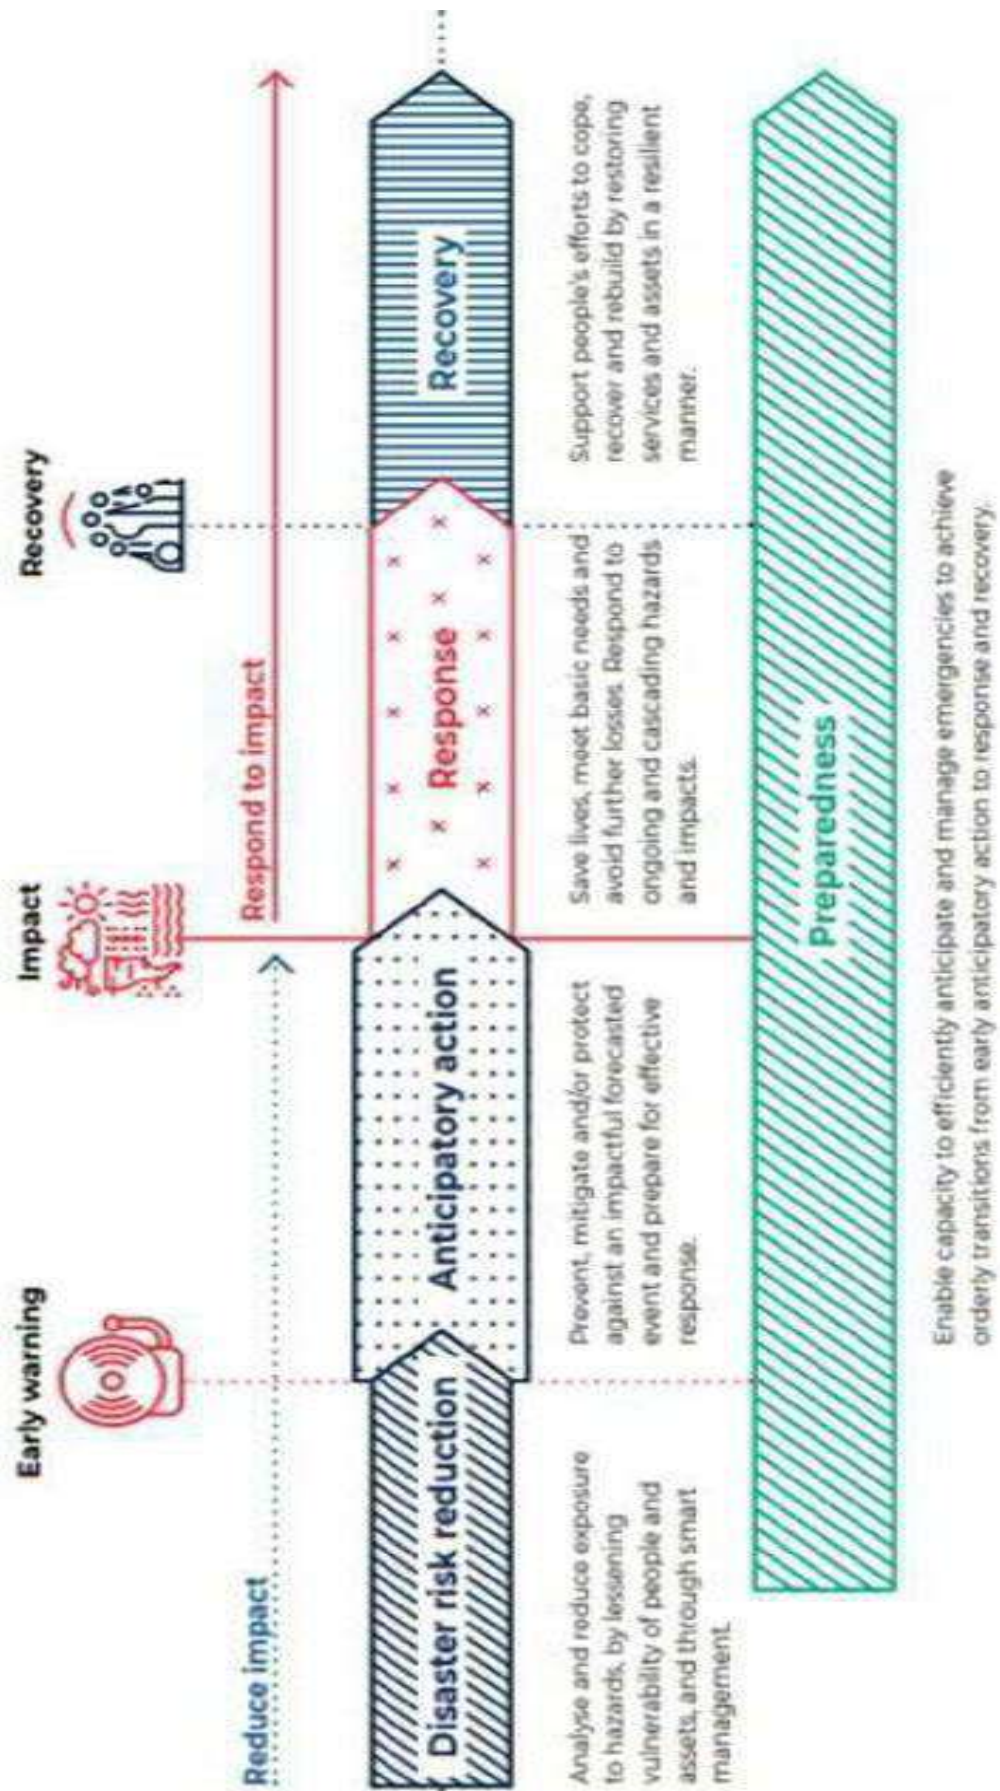 Early warning
Impact
Recovery
Reduce impact
Respond to impact
Disaster risk reduction
Anticipatory action
Response
Recovery
Analyse and reduce exposure
to hazards, by lessening
vulnerability of people and
assets, and through smart
management.
Prevent, mitigate and/or protect
against an impactful forecasted
event and prepare for effective
response.
Save lives, meet basic needs and
avoid further losses. Respond to
ongoing and cascading hazards
and impacts.
Support people's efforts to cope,
recover and rebuild by restoring
services and assets in a resilient
manner.
Preparedness
Enable capacity to efficiently anticipate and manage emergencies to achieve
orderly transitions from early anticipatory action to response and recovery.